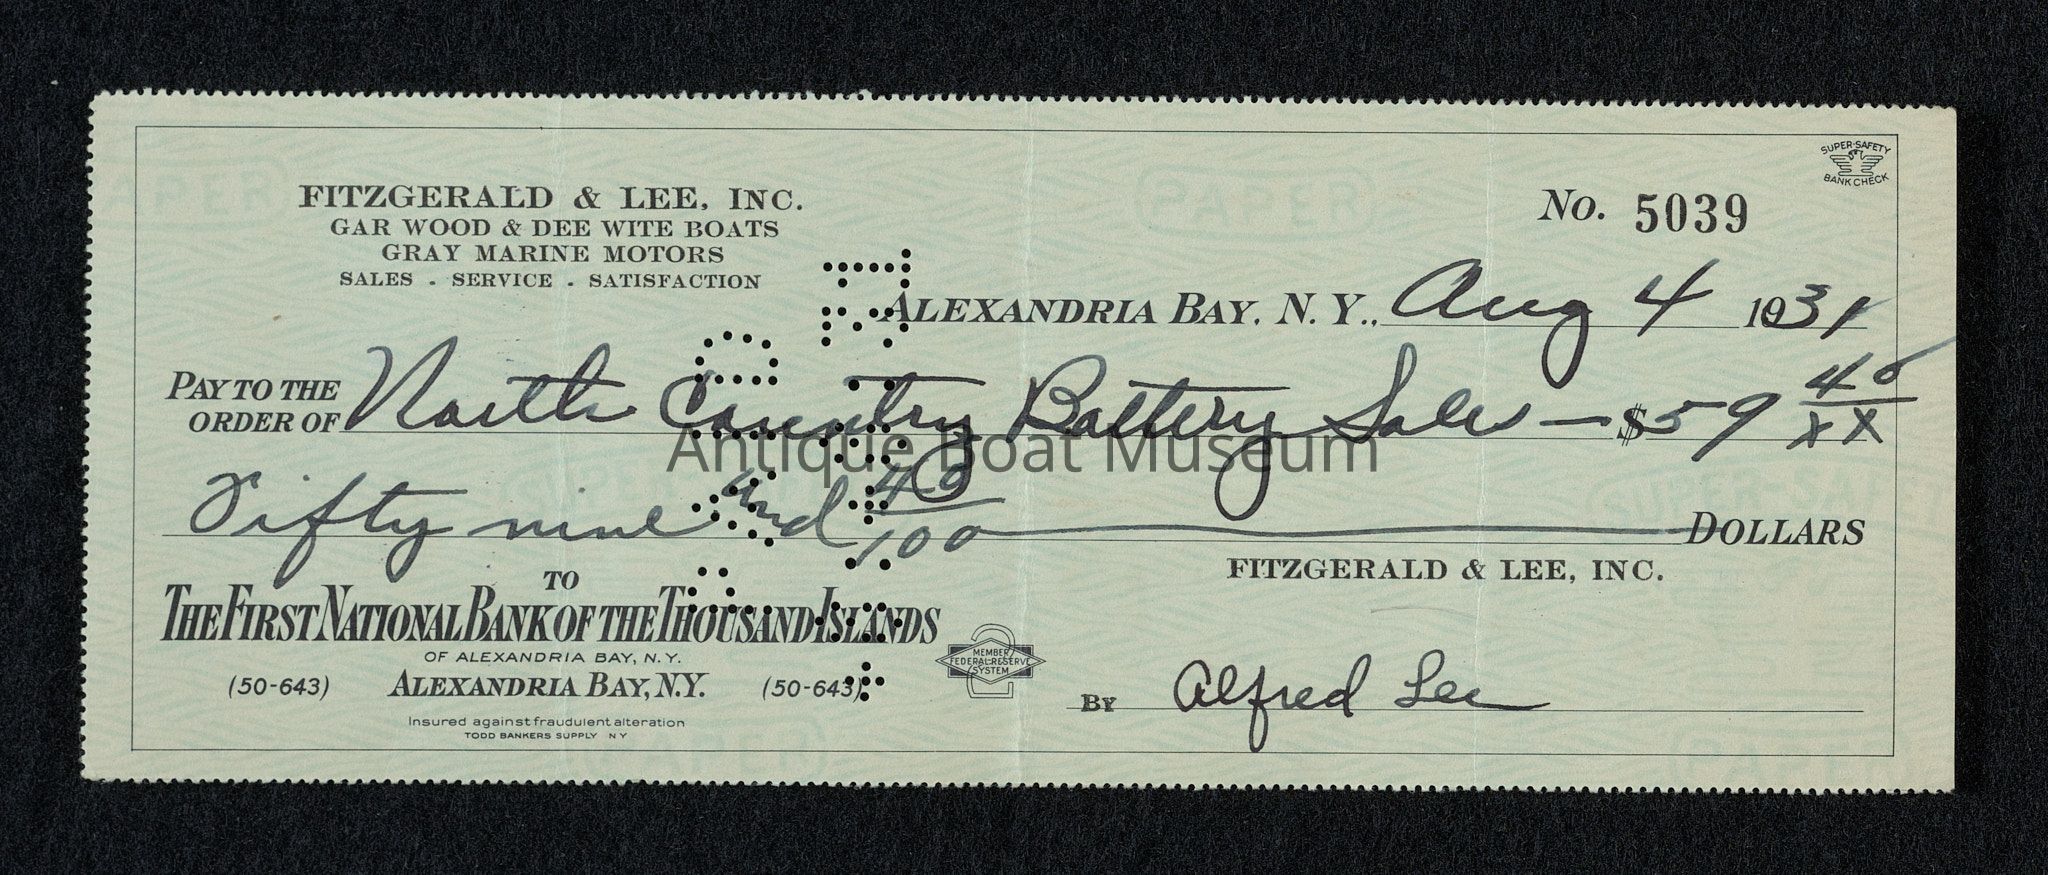 SUPER-SAFETY
BANK CHECK
FITZGERALD & LEE, INC.
GAR WOOD & DEE WITE BOATS
GRAY MARINE MOTORS
SALES . SERVICE . SATISFACTION
No. 5039
ALEXANDRIA BAY, N. Y., Aug 4 1931
PAY TO THE
ORDER OF North Country Battery Sales — $59 40/XX
Antique Boat Museum
Fifty nine and 40/100 DOLLARS
FITZGERALD & LEE, INC.
TO
THE FIRST NATIONAL BANK OF THE THOUSAND ISLANDS
OF ALEXANDRIA BAY, N.Y.
(50-643) ALEXANDRIA BAY, N.Y. (50-643)
2
MEMBER
FEDERAL RESERVE
SYSTEM
BY Alfred Lee
Insured against fraudulent alteration
TODD BANKERS SUPPLY N Y